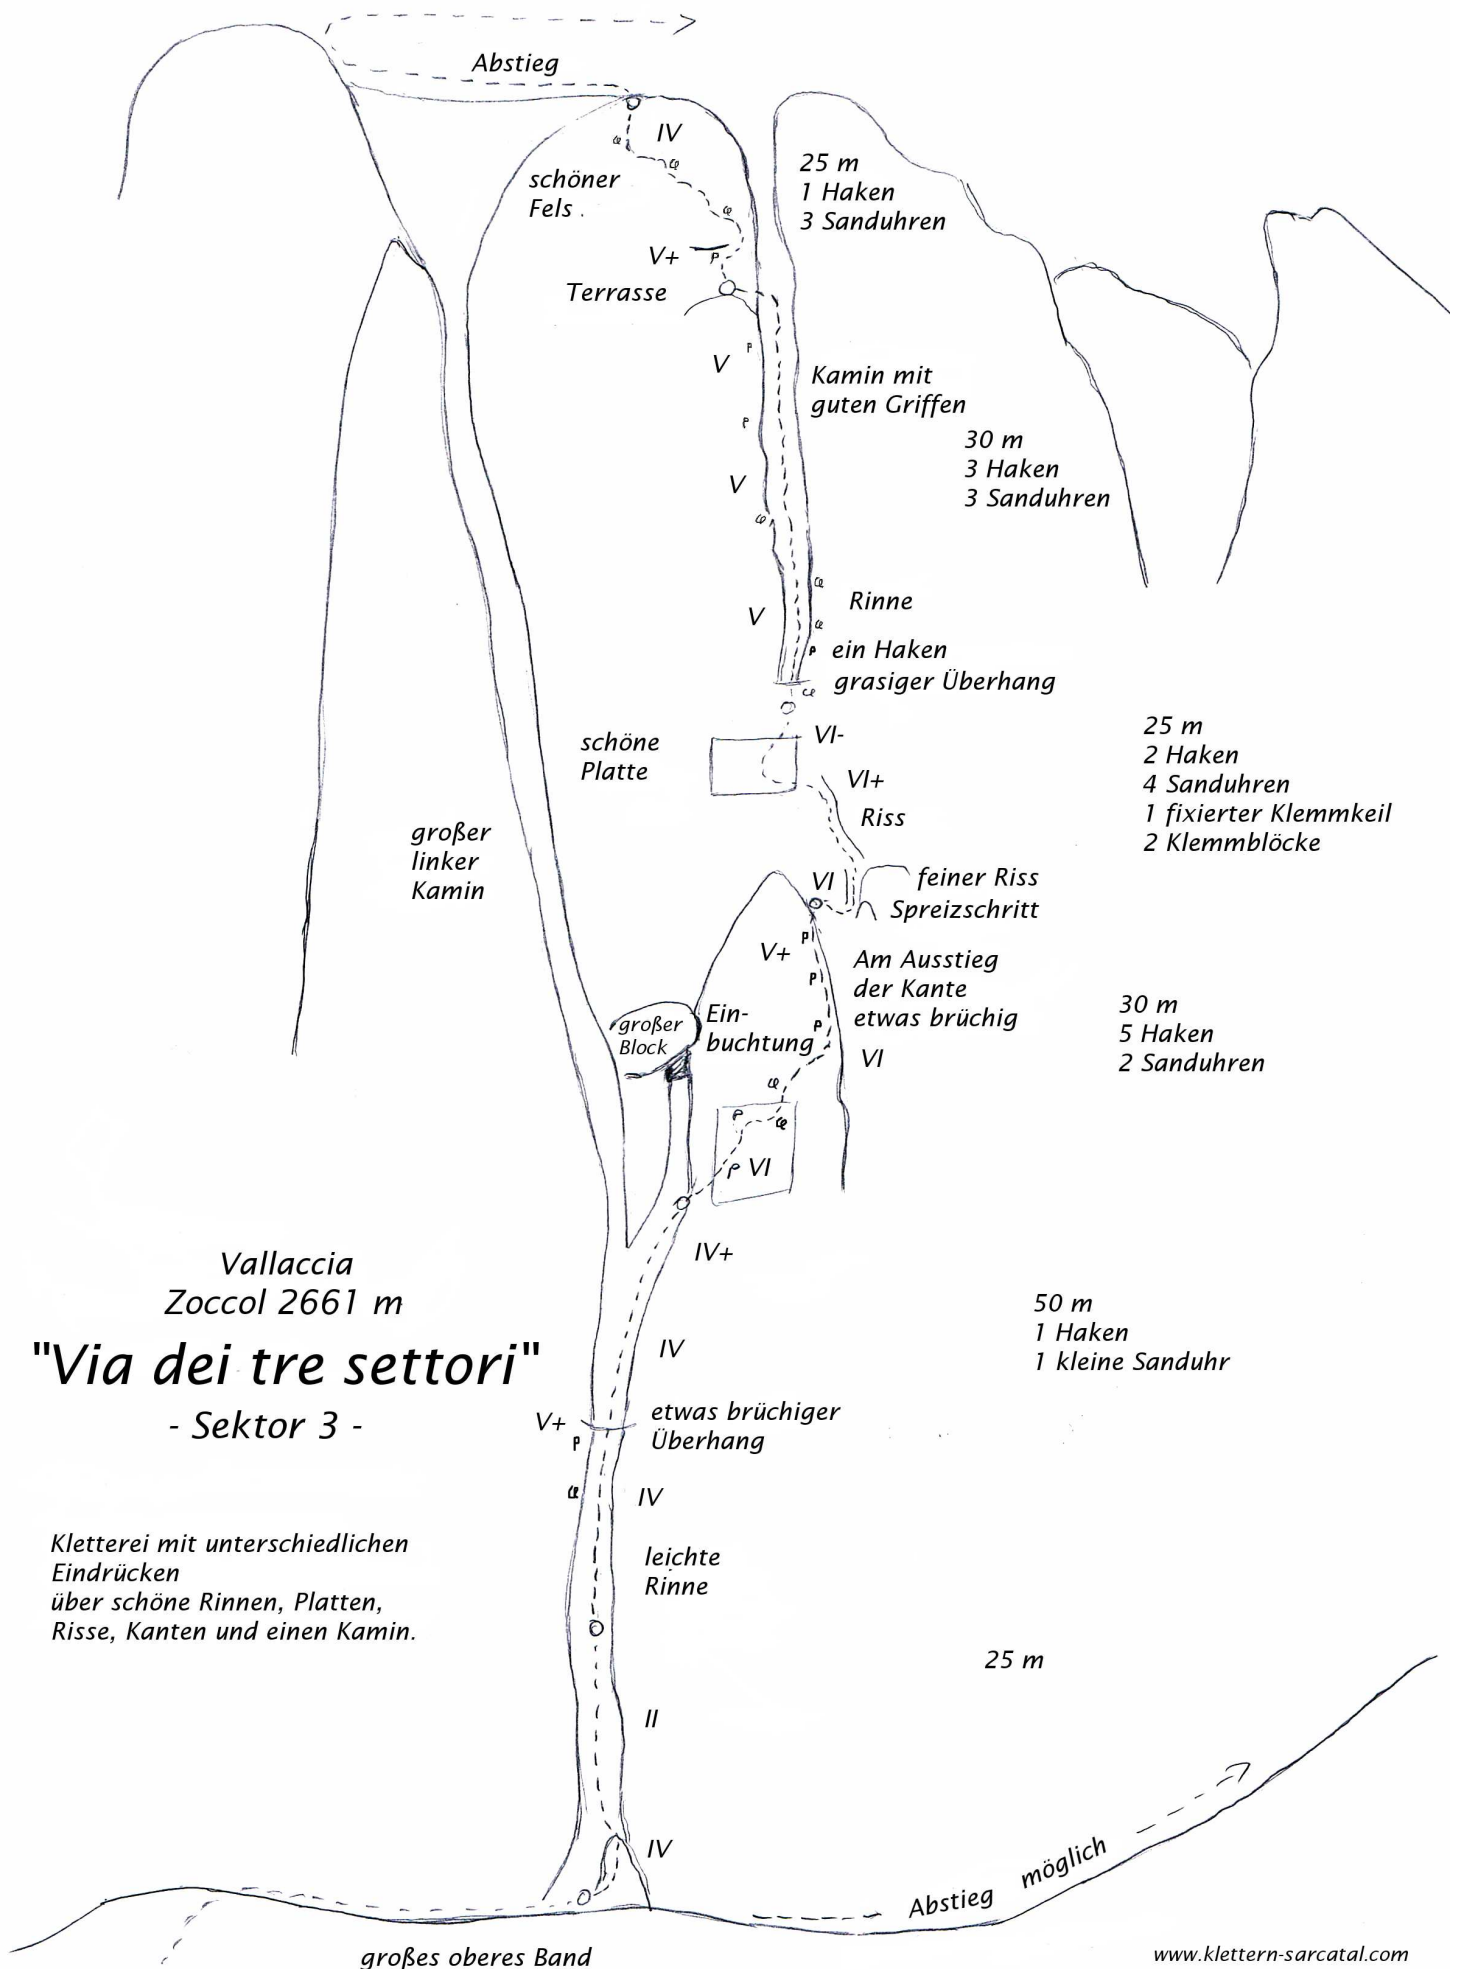 Abstieg
IV
schöner
Fels .
25 m
1 Haken
3 Sanduhren
V+
Terrasse
V
Kamin mit
guten Griffen
30 m
3 Haken
3 Sanduhren
V
Rinne
V
ein Haken
grasiger Überhang
VI-
schöne
Platte
25 m
2 Haken
4 Sanduhren
1 fixierter Klemmkeil
2 Klemmblöcke
VI+
Riss
großer
linker
Kamin
VI
feiner Riss
Spreizschritt
V+
Am Ausstieg
der Kante
etwas brüchig
großer
Block
Ein-
buchtung
VI
30 m
5 Haken
2 Sanduhren
VI
IV+
Vallaccia
Zoccol 2661 m
"Via dei tre settori"
- Sektor 3 -
50 m
1 Haken
1 kleine Sanduhr
IV
V+
etwas brüchiger
Überhang
IV
Kletterei mit unterschiedlichen
Eindrücken
über schöne Rinnen, Platten,
Risse, Kanten und einen Kamin.
leichte
Rinne
25 m
II
IV
Abstieg möglich
großes oberes Band
www.klettern-sarcatal.com